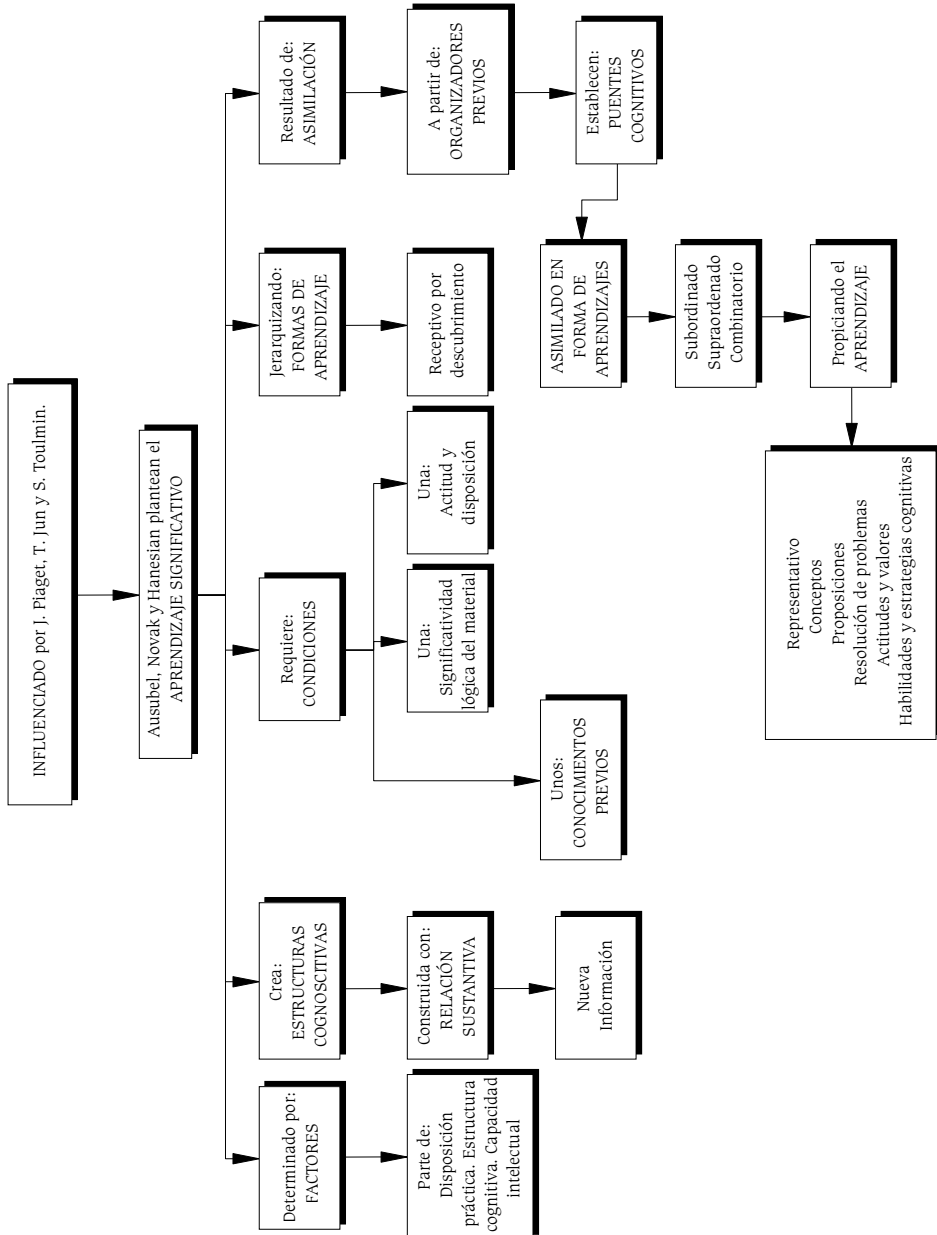 INFLUENCIADO por J. Piaget, T. Jun y S. Toulmin.
Ausubel, Novak y Hanesian plantean el
APRENDIZAJE SIGNIFICATIVO
Determinado por:
FACTORES
Parte de:
Disposición
práctica. Estructura
cognitiva. Capacidad
intelectual
Crea:
ESTRUCTURAS
COGNOSCITIVAS
Construida con:
RELACIÓN
SUSTANTIVA
Nueva
Información
Requiere:
CONDICIONES
Unos:
CONOCIMIENTOS
PREVIOS
Una:
Significatividad
lógica del material
Una:
Actitud y
disposición
Jerarquizando:
FORMAS DE
APRENDIZAJE
Receptivo por
descubrimiento
Resultado de:
ASIMILACIÓN
A partir de:
ORGANIZADORES
PREVIOS
Establecen:
PUENTES
COGNITIVOS
ASIMILADO EN
FORMA DE
APRENDIZAJES
Subordinado
Supraordenado
Combinatorio
Propiciando el
APRENDIZAJE
Representativo
Conceptos
Proposiciones
Resolución de problemas
Actitudes y valores
Habilidades y estrategias cognitivas